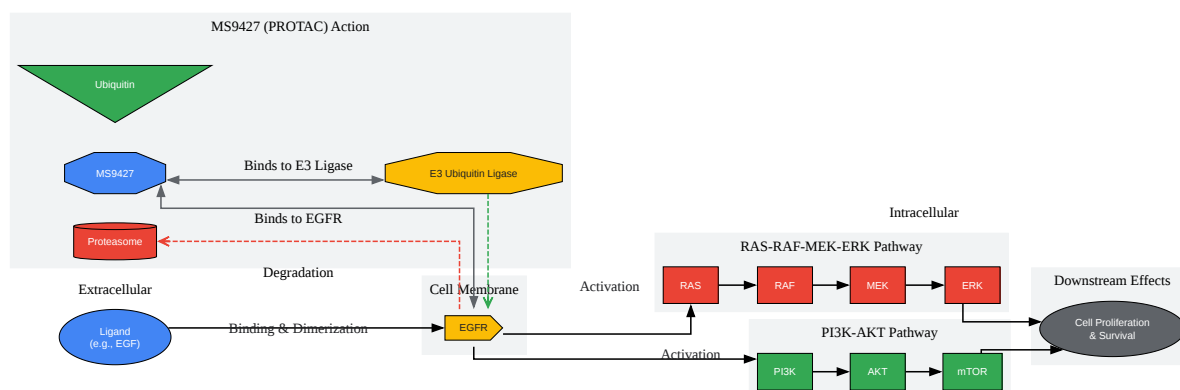 MS9427 (PROTAC) Action
Ubiquitin
MS9427
Binds to E3 Ligase
E3 Ubiquitin Ligase
Binds to EGFR
Proteasome
Degradation
Extracellular
Ligand
(e.g., EGF)
Binding & Dimerization
Cell Membrane
EGFR
Activation
Activation
Intracellular
RAS-RAF-MEK-ERK Pathway
RAS
RAF
MEK
ERK
PI3K-AKT Pathway
PI3K
AKT
mTOR
Downstream Effects
Cell Proliferation
& Survival